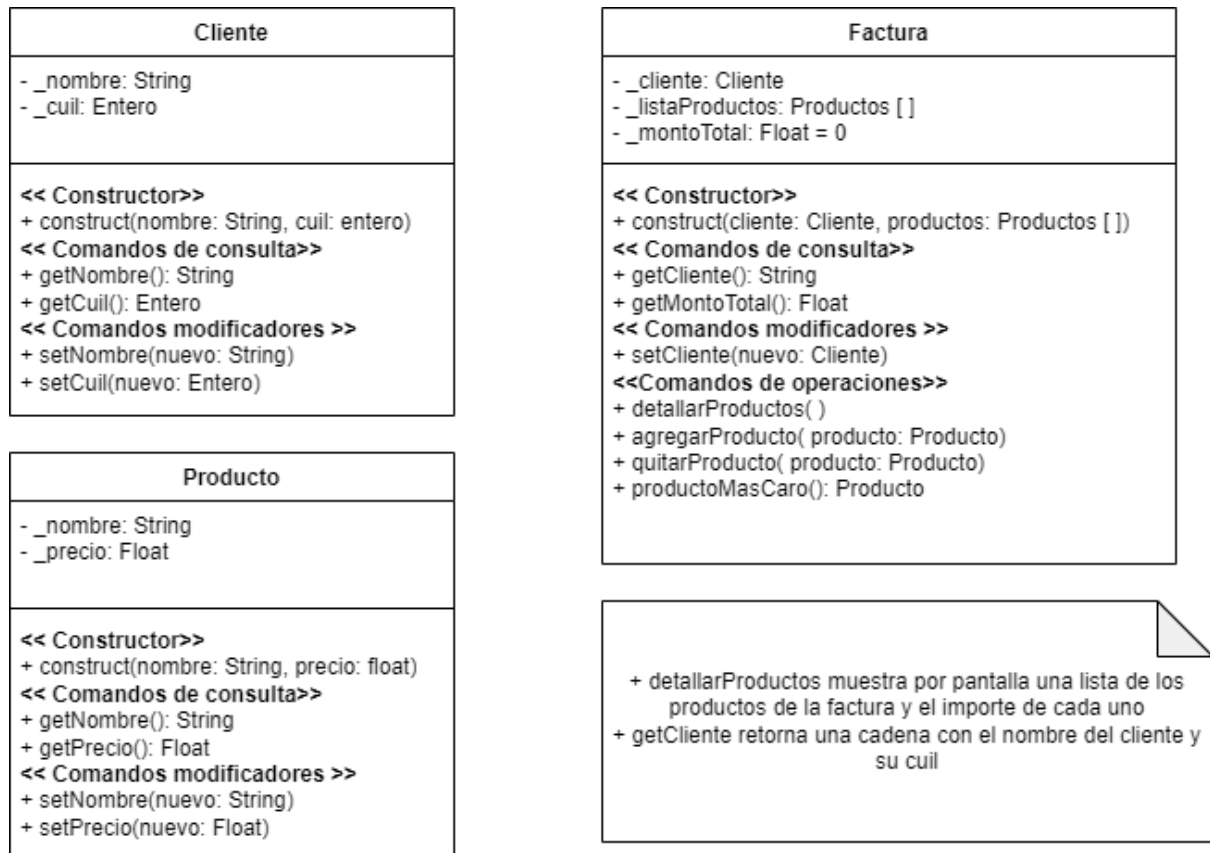 Cliente
- _nombre: String
- _cuil: Entero
<< Constructor>>
+ construct(nombre: String, cuil: entero)
<< Comandos de consulta>>
+ getNombre(): String
+ getCuil(): Entero
<< Comandos modificadores >>
+ setNombre(nuevo: String)
+ setCuil(nuevo: Entero)
Producto
- _nombre: String
- _precio: Float
<< Constructor>>
+ construct(nombre: String, precio: float)
<< Comandos de consulta>>
+ getNombre(): String
+ getPrecio(): Float
<< Comandos modificadores >>
+ setNombre(nuevo: String)
+ setPrecio(nuevo: Float)
Factura
- _cliente: Cliente
- _listaProductos: Productos [ ]
- _montoTotal: Float = 0
<< Constructor>>
+ construct(cliente: Cliente, productos: Productos [ ])
<< Comandos de consulta>>
+ getCliente(): String
+ getMontoTotal(): Float
<< Comandos modificadores >>
+ setCliente(nuevo: Cliente)
<<Comandos de operaciones>>
+ detallarProductos( )
+ agregarProducto( producto: Producto)
+ quitarProducto( producto: Producto)
+ productoMasCaro(): Producto
+ detallarProductos muestra por pantalla una lista de los
productos de la factura y el importe de cada uno
+ getCliente retorna una cadena con el nombre del cliente y
su cuil